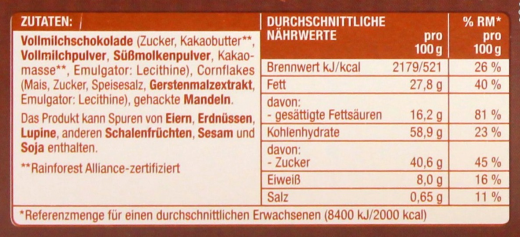 ZUTATEN:
Vollmilchschokolade (Zucker, Kakaobutter**,
Vollmilchpulver, Süßmolkenpulver, Kakao-
masse**, Emulgator: Lecithine), Cornflakes
(Mais, Zucker, Speisesalz, Gerstenmalzextrakt,
Emulgator: Lecithine), gehackte Mandeln.
Das Produkt kann Spuren von Eiern, Erdnüssen,
Lupine, anderen Schalenfrüchten, Sesam und
Soja enthalten.
**Rainforest Alliance-zertifiziert
DURCHSCHNITTLICHE NÄHRWERTE pro 100 g % RM* pro 100 g
Brennwert kJ/kcal 2179/521 26 %
Fett 27,8 g 40 %
davon:
- gesättigte Fettsäuren 16,2 g 81 %
Kohlenhydrate 58,9 g 23 %
davon:
- Zucker 40,6 g 45 %
Eiweiß 8,0 g 16 %
Salz 0,65 g 11 %
*Referenzmenge für einen durchschnittlichen Erwachsenen (8400 kJ/2000 kcal)